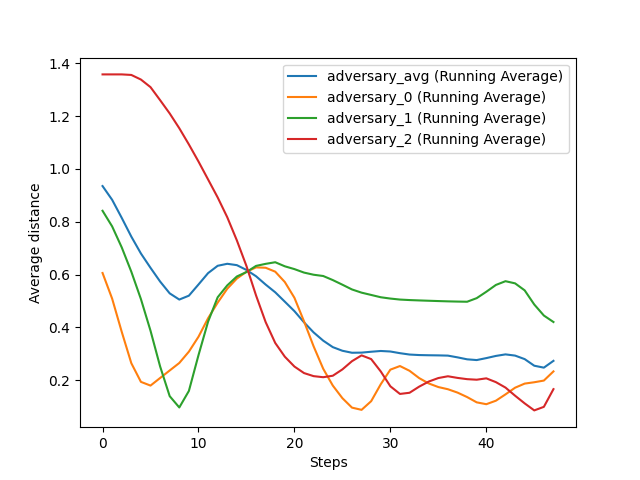 1.4
1.2
1.0
0.8
0.6
0.4
0.2
Average distance
adversary_avg (Running Average)
adversary_0 (Running Average)
adversary_1 (Running Average)
adversary_2 (Running Average)
0 10 20 30 40
Steps